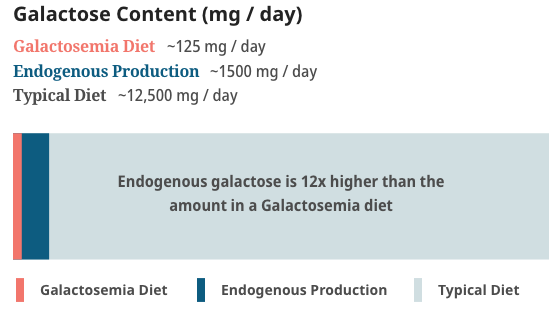 Galactose Content (mg / day)
Galactosemia Diet ~125 mg / day
Endogenous Production ~1500 mg / day
Typical Diet ~12,500 mg / day
Endogenous galactose is 12x higher than the
amount in a Galactosemia diet
Galactosemia Diet Endogenous Production Typical Diet